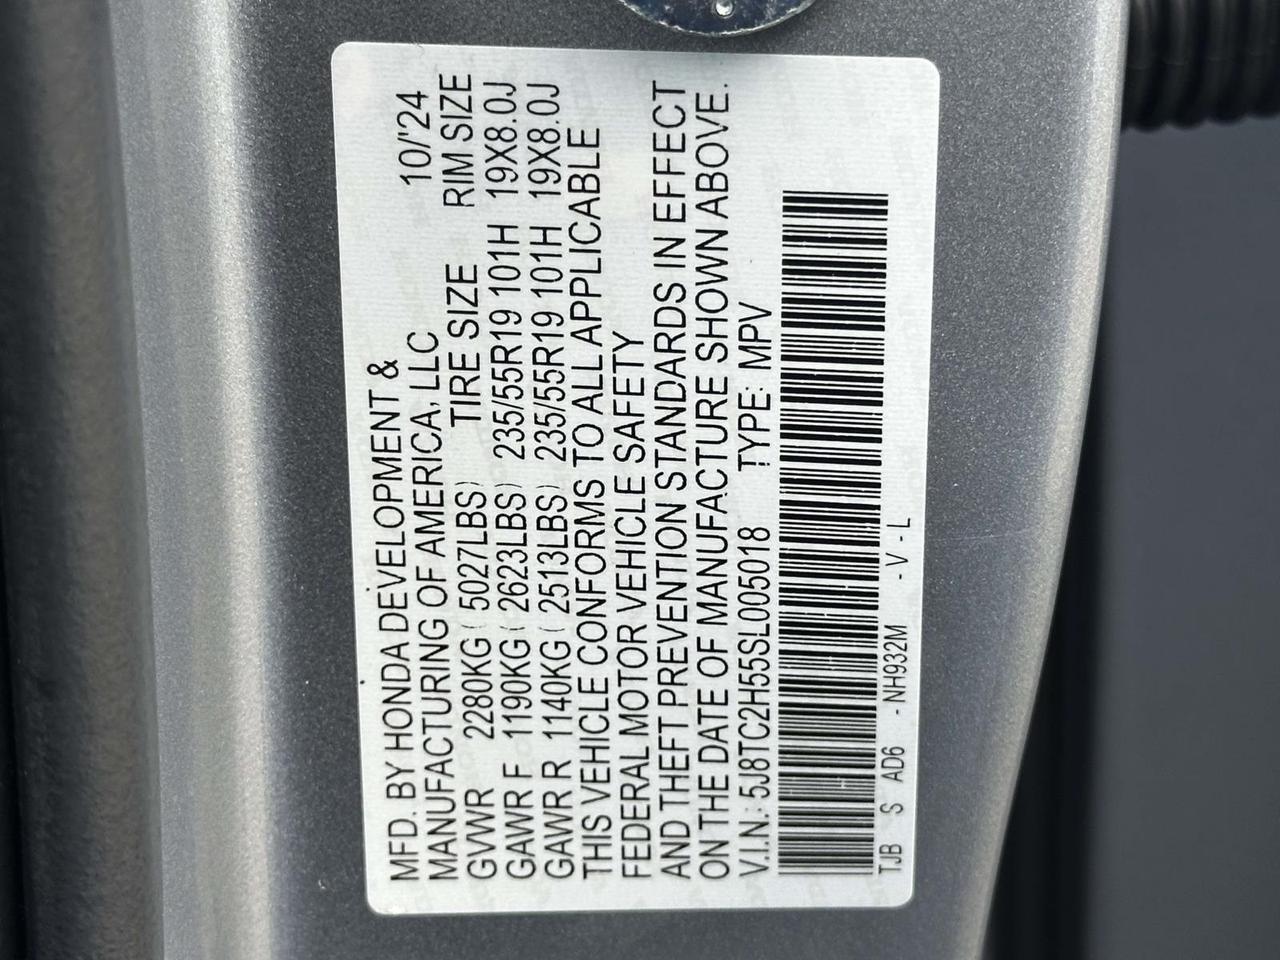 MFD. BY HONDA DEVELOPMENT &
MANUFACTURING OF AMERICA, LLC 10/'24
GVWR 2280KG ( 5027LBS) TIRE SIZE RIM SIZE
GAWR F 1190KG ( 2623LBS) 235/55R19 101H 19X8.0J
GAWR R 1140KG ( 2513LBS) 235/55R19 101H 19X8.0J
THIS VEHICLE CONFORMS TO ALL APPLICABLE
FEDERAL MOTOR VEHICLE SAFETY
AND THEFT PREVENTION STANDARDS IN EFFECT
ON THE DATE OF MANUFACTURE SHOWN ABOVE.
V.I.N.: 5J8TC2H55SL005018 TYPE: MPV
TJB S AD6 - NH932M - V - L